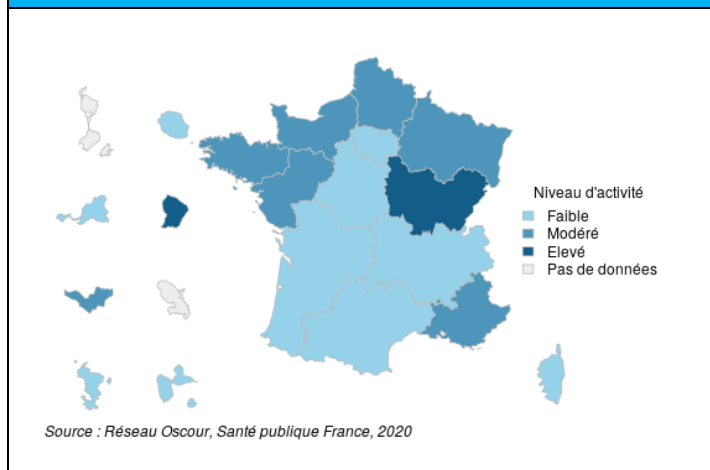 Niveau d'activité
Faible
Modéré
Elevé
Pas de données
Source : Réseau Oscour, Santé publique France, 2020